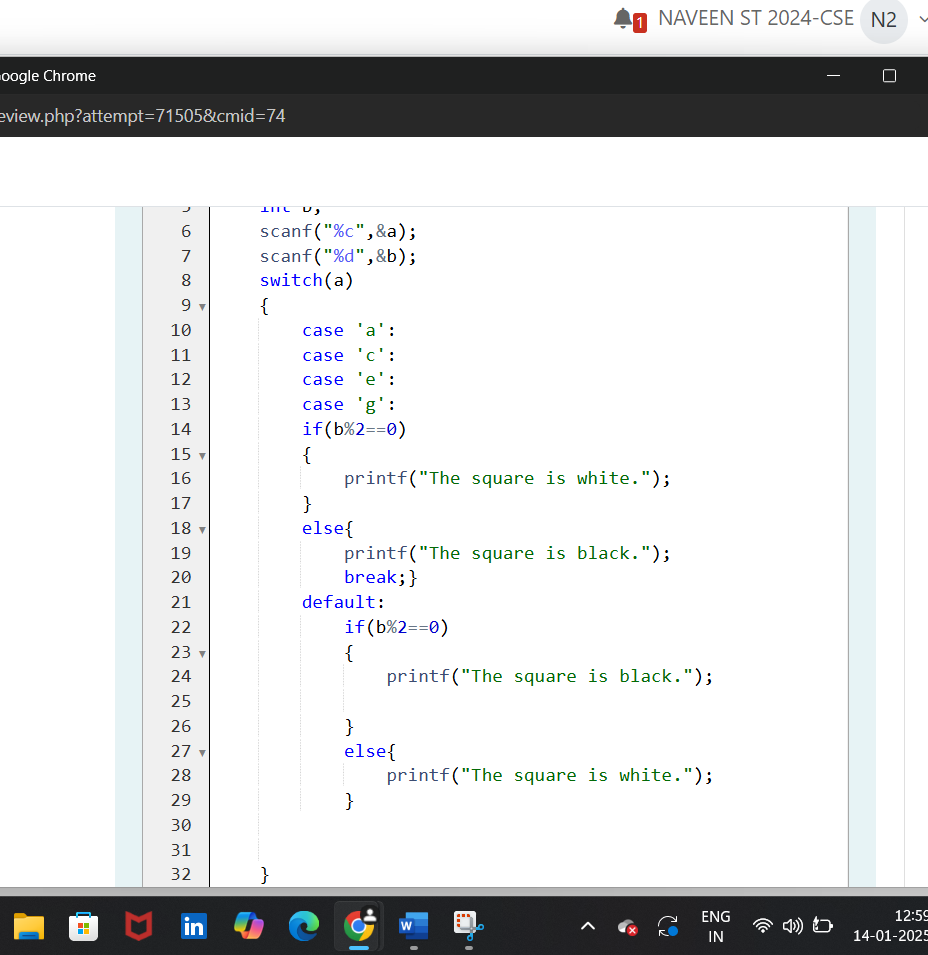 1 NAVEEN ST 2024-CSE N2
oogle Chrome
eview.php?attempt=71505&cmid=74
5 int b;
6 scanf("%c",&a);
7 scanf("%d",&b);
8 switch(a)
9 {
10 case 'a':
11 case 'c':
12 case 'e':
13 case 'g':
14 if(b%2==0)
15 {
16 printf("The square is white.");
17 }
18 else{
19 printf("The square is black.");
20 break;}
21 default:
22 if(b%2==0)
23 {
24 printf("The square is black.");
25
26 }
27 else{
28 printf("The square is white.");
29 }
30
31
32 }
in W ENG 12:59
IN 14-01-2025